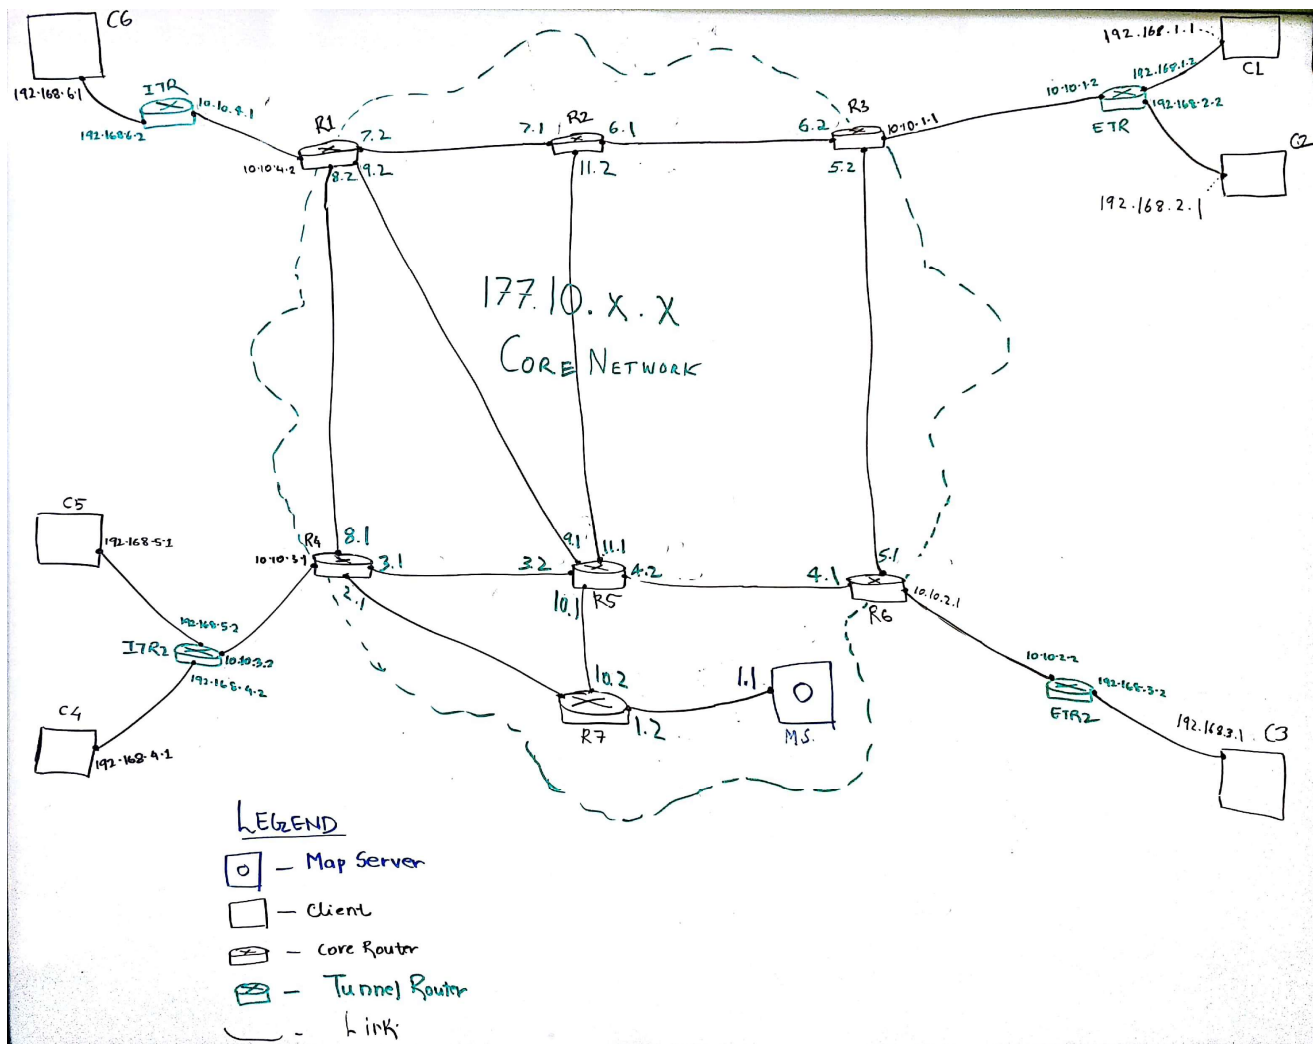 C6
192.168.6.1
ITR
10.10.4.1
192.168.6.2
R1
7.2
10.10.4.2
8.2
9.2
7.1
R2
6.1
11.2
6.2
R3
10.10.1.1
5.2
192.168.1.1
C1
10.10.1.2
192.168.1.2
ETR
192.168.2.2
C2
192.168.2.1
177.10.x.x
CORE NETWORK
C5
192.168.5.1
R4
8.1
10.10.3.1
3.1
2.1
192.168.5.2
ITR2
10.10.3.2
192.168.4.2
C4
192.168.4.1
9.1
11.1
3.2
4.2
R5
10.1
5.1
4.1
R6
10.10.2.1
10.2
R7
1.2
1.1
M.S.
10.10.2.2
192.168.3.2
ETR2
192.168.3.1
C3
LEGEND
- Map Server
- Client
- Core Router
- Tunnel Router
- Link